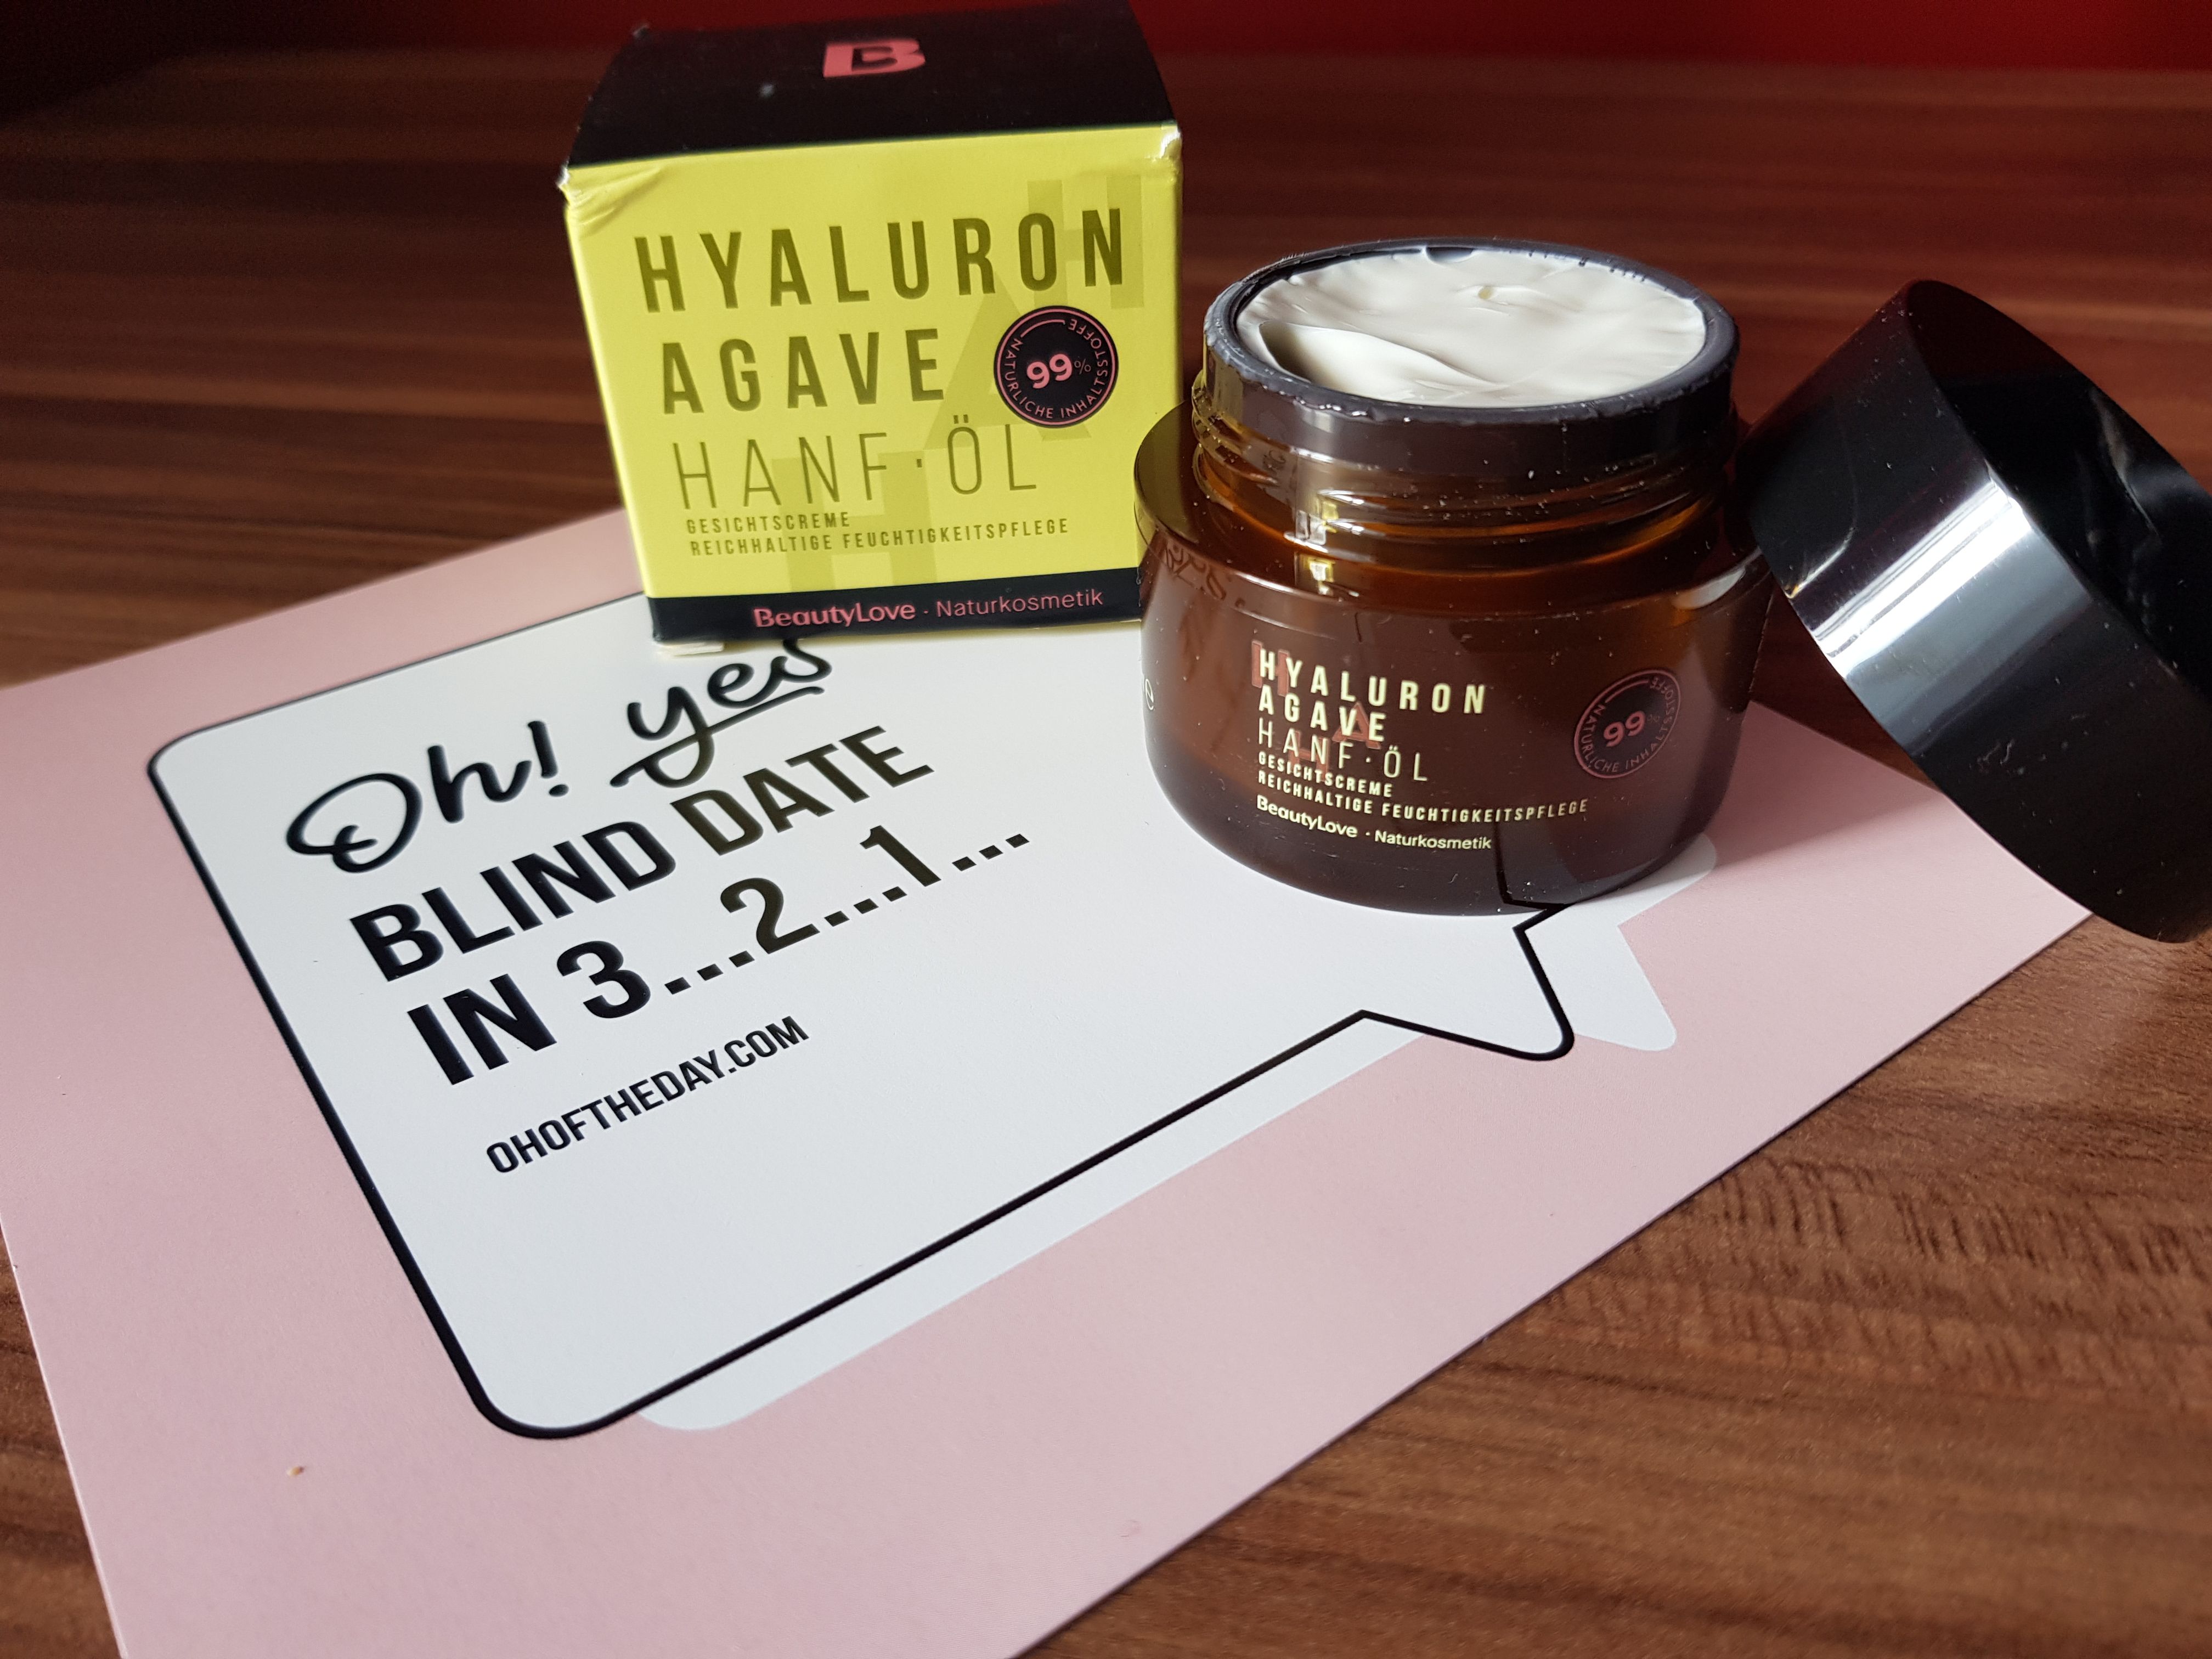 B
HYALURON
AGAVE
HANF·ÖL
99%
NATÜRLICHE INHALTSSTOFFE
GESICHTSCREME
REICHHALTIGE FEUCHTIGKEITSPFLEGE
BeautyLove · Naturkosmetik
HYALURON
AGAVE
HANF·ÖL
GESICHTSCREME
REICHHALTIGE FEUCHTIGKEITSPFLEGE
BeautyLove · Naturkosmetik
99%
NATÜRLICHE INHALTSSTOFFE
Oh! yes
BLIND DATE
IN 3...2...1...
OHOFTHEDAY.COM